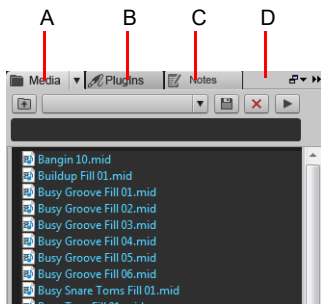 A B C D
Media Plugins Notes
Bangin 10.mid
Buildup Fill 01.mid
Busy Groove Fill 01.mid
Busy Groove Fill 02.mid
Busy Groove Fill 03.mid
Busy Groove Fill 04.mid
Busy Groove Fill 05.mid
Busy Groove Fill 06.mid
Busy Snare Toms Fill 01.mid